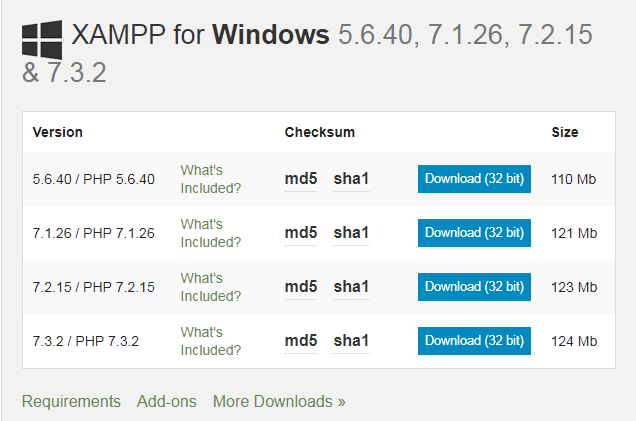 XAMPP for Windows 5.6.40, 7.1.26, 7.2.15
& 7.3.2
Version Checksum Size
5.6.40 / PHP 5.6.40 What's Included? md5 sha1 Download (32 bit) 110 Mb
7.1.26 / PHP 7.1.26 What's Included? md5 sha1 Download (32 bit) 121 Mb
7.2.15 / PHP 7.2.15 What's Included? md5 sha1 Download (32 bit) 123 Mb
7.3.2 / PHP 7.3.2 What's Included? md5 sha1 Download (32 bit) 124 Mb
Requirements Add-ons More Downloads »